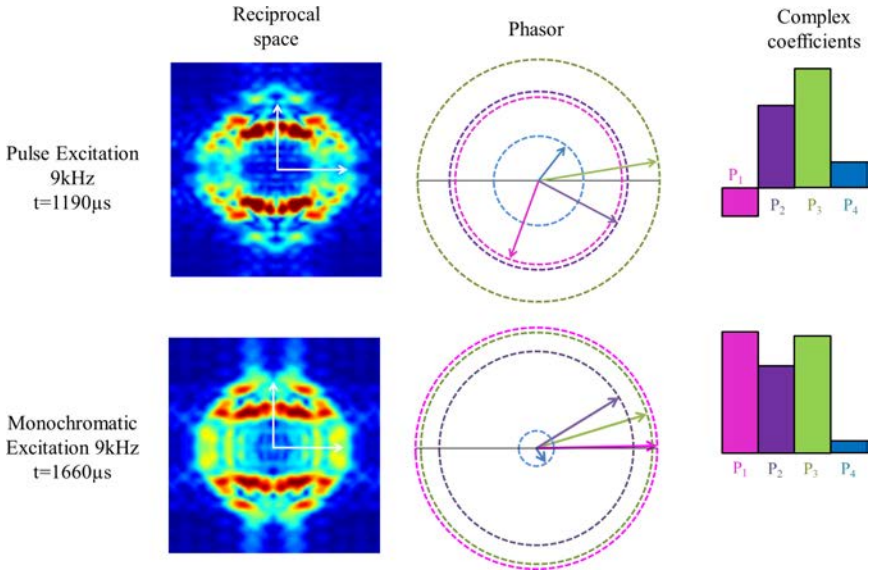 Reciprocal
space
Phasor
Complex
coefficients
Pulse Excitation
9kHz
t=1190µs
P1
P2
P3
P4
Monochromatic
Excitation 9kHz
t=1660µs
P1
P2
P3
P4